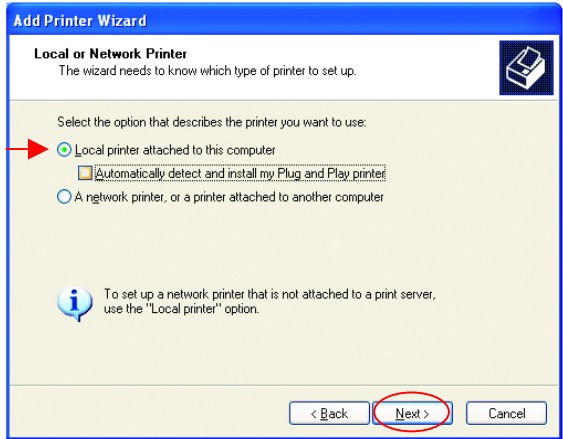 Add Printer Wizard
Local or Network Printer
The wizard needs to know which type of printer to set up.
Select the option that describes the printer you want to use:
Local printer attached to this computer
Automatically detect and install my Plug and Play printer
A network printer, or a printer attached to another computer
To set up a network printer that is not attached to a print server,
use the "Local printer" option.
< Back
Next >
Cancel